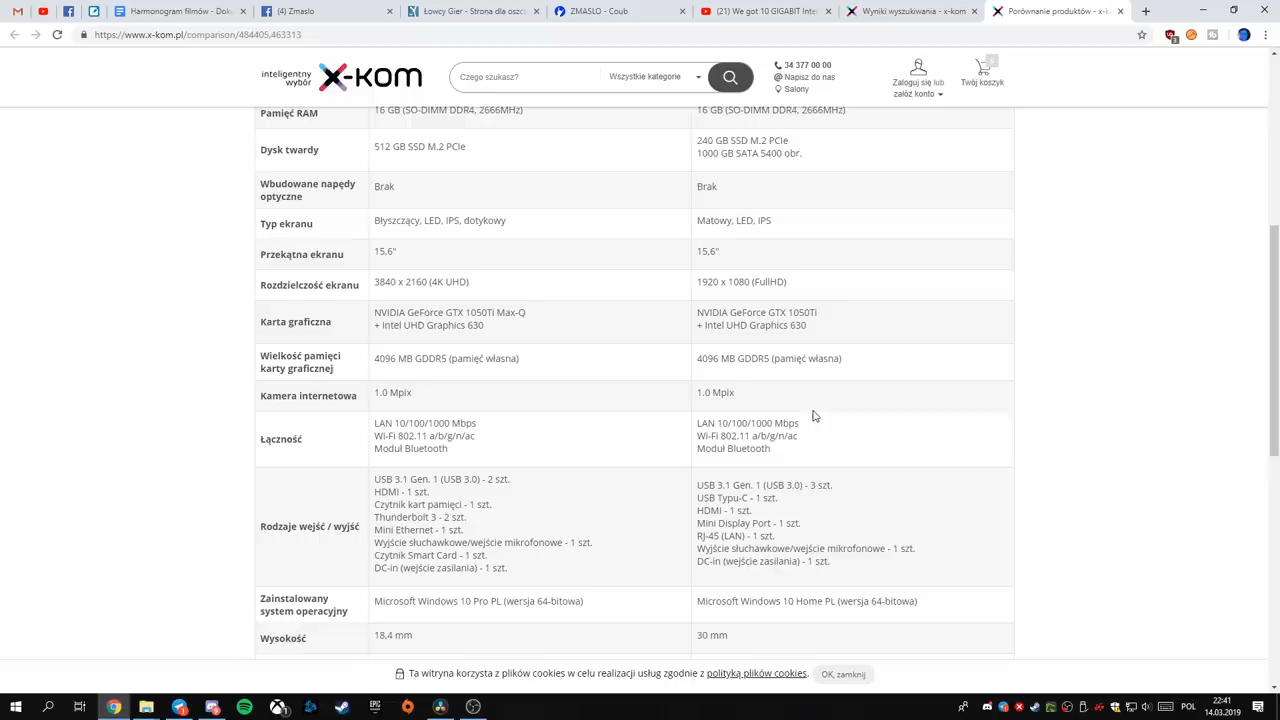 Harmonogram filmów - Dok
(4) Zmaslo
Łowcy Gier - Strona dla oszc
ZMASLO - Coub
(21) We got 10 GIGABIT Intern
Wyniki wyszukiwania - x-kom
Porównanie produktów - x-k
https://www.x-kom.pl/comparison/484405,463313
inteligentny
wybór
x-kom
Czego szukasz?
Wszystkie kategorie
34 377 00 00
Napisz do nas
Salony
Zaloguj się lub
załóż konto
0
Twój koszyk
Pamięć RAM
16 GB (SO-DIMM DDR4, 2666MHz)
16 GB (SO-DIMM DDR4, 2666MHz)
Dysk twardy
512 GB SSD M.2 PCIe
240 GB SSD M.2 PCIe
1000 GB SATA 5400 obr.
Wbudowane napędy
optyczne
Brak
Brak
Typ ekranu
Błyszczący, LED, IPS, dotykowy
Matowy, LED, IPS
Przekątna ekranu
15,6"
15,6"
Rozdzielczość ekranu
3840 x 2160 (4K UHD)
1920 x 1080 (FullHD)
Karta graficzna
NVIDIA GeForce GTX 1050Ti Max-Q
+ Intel UHD Graphics 630
NVIDIA GeForce GTX 1050Ti
+ Intel UHD Graphics 630
Wielkość pamięci
karty graficznej
4096 MB GDDR5 (pamięć własna)
4096 MB GDDR5 (pamięć własna)
Kamera internetowa
1.0 Mpix
1.0 Mpix
Łączność
LAN 10/100/1000 Mbps
Wi-Fi 802.11 a/b/g/n/ac
Moduł Bluetooth
LAN 10/100/1000 Mbps
Wi-Fi 802.11 a/b/g/n/ac
Moduł Bluetooth
Rodzaje wejść / wyjść
USB 3.1 Gen. 1 (USB 3.0) - 2 szt.
HDMI - 1 szt.
Czytnik kart pamięci - 1 szt.
Thunderbolt 3 - 2 szt.
Mini Ethernet - 1 szt.
Wyjście słuchawkowe/wejście mikrofonowe - 1 szt.
Czytnik Smart Card - 1 szt.
DC-in (wejście zasilania) - 1 szt.
USB 3.1 Gen. 1 (USB 3.0) - 3 szt.
USB Typu-C - 1 szt.
HDMI - 1 szt.
Mini Display Port - 1 szt.
RJ-45 (LAN) - 1 szt.
Wyjście słuchawkowe/wejście mikrofonowe - 1 szt.
DC-in (wejście zasilania) - 1 szt.
Zainstalowany
system operacyjny
Microsoft Windows 10 Pro PL (wersja 64-bitowa)
Microsoft Windows 10 Home PL (wersja 64-bitowa)
Wysokość
18,4 mm
30 mm
Ta witryna korzysta z plików cookies w celu realizacji usług zgodnie z polityką plików cookies.
OK, zamknij
EPIC
POL
22:41
14.03.2019